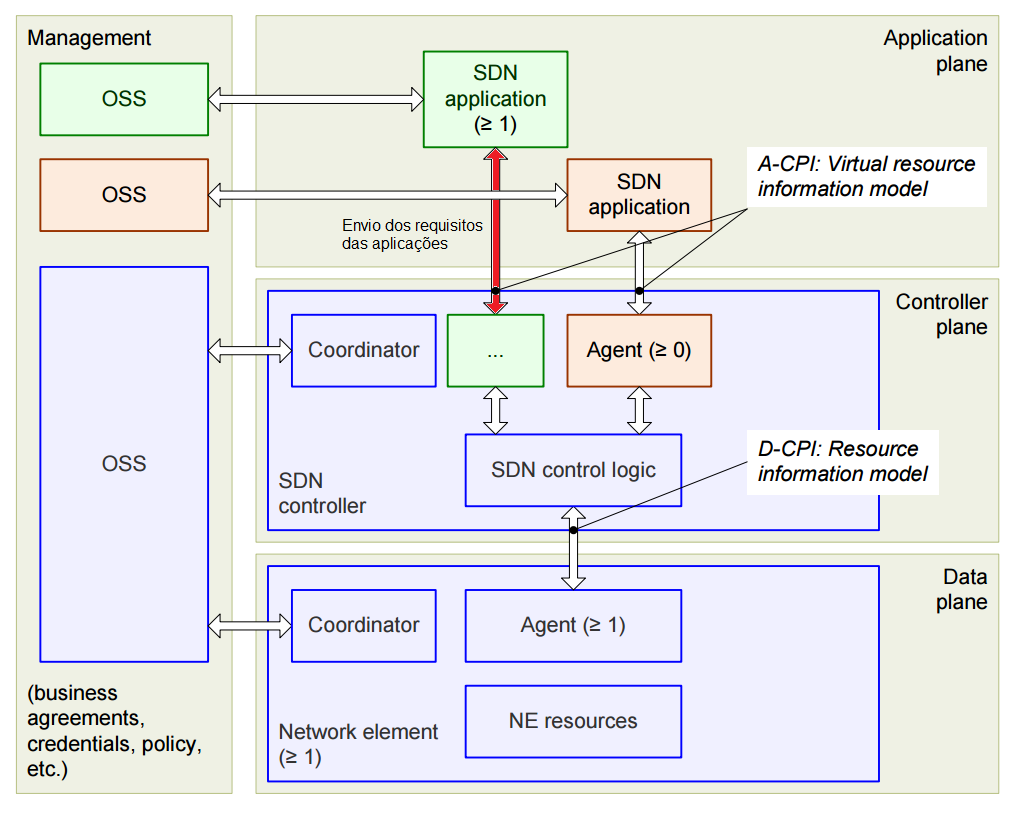 Management
OSS
OSS
OSS
(business
agreements,
credentials, policy,
etc.)
Application
plane
SDN
application
(≥ 1)
SDN
application
A-CPI: Virtual resource
information model
Envio dos requisitos
das aplicações
Controller
plane
Coordinator
...
Agent (≥ 0)
SDN control logic
SDN
controller
D-CPI: Resource
information model
Data
plane
Coordinator
Agent (≥ 1)
NE resources
Network element
(≥ 1)